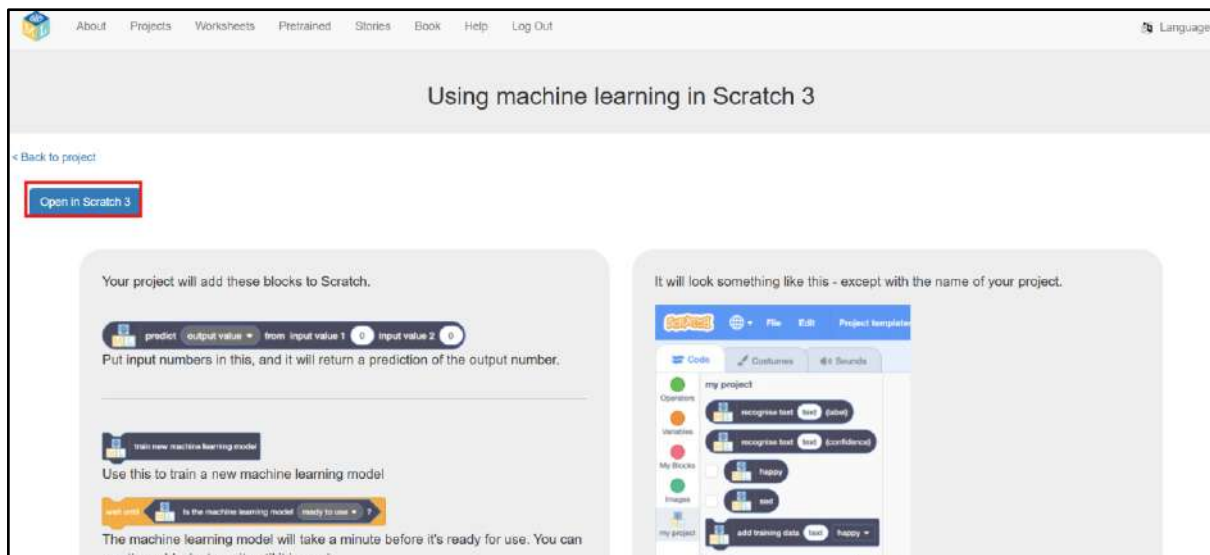 About Projects Worksheets Pretrained Stories Book Help Log Out Language
Using machine learning in Scratch 3
< Back to project
Open in Scratch 3
Your project will add these blocks to Scratch.
predict output value from input value 1 0 input value 2 0
Put input numbers in this, and it will return a prediction of the output number.
train new machine learning model
Use this to train a new machine learning model
wait until Is the machine learning model ready to use ?
The machine learning model will take a minute before it's ready for use. You can
It will look something like this - except with the name of your project.
SCRATCH File Edit Project templates
Code Costumes Sounds
my project
Operators
recognise text text (label)
Variables
recognise text text (confidence)
My Blocks
happy
Images
sad
my project
add training data text happy